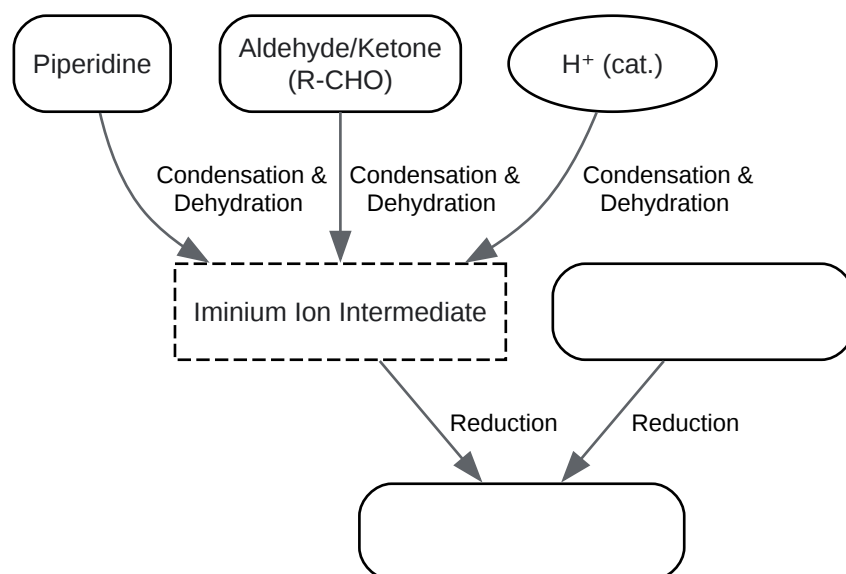 Piperidine
Aldehyde/Ketone
(R-CHO)
H⁺ (cat.)
Condensation &
Dehydration
Condensation &
Dehydration
Condensation &
Dehydration
Iminium Ion Intermediate
Reduction
Reduction